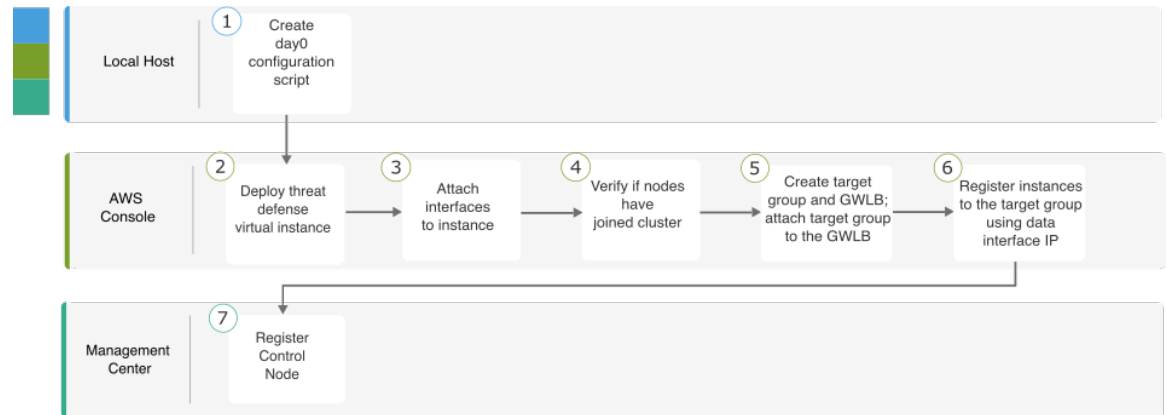 Local Host
1
Create
day0
configuration
script
AWS
Console
2
Deploy threat
defense
virtual instance
3
Attach
interfaces
to instance
4
Verify if nodes
have
joined cluster
5
Create target
group and GWLB;
attach target group
to the GWLB
6
Register instances
to the target group
using data
interface IP
Management
Center
7
Register
Control
Node